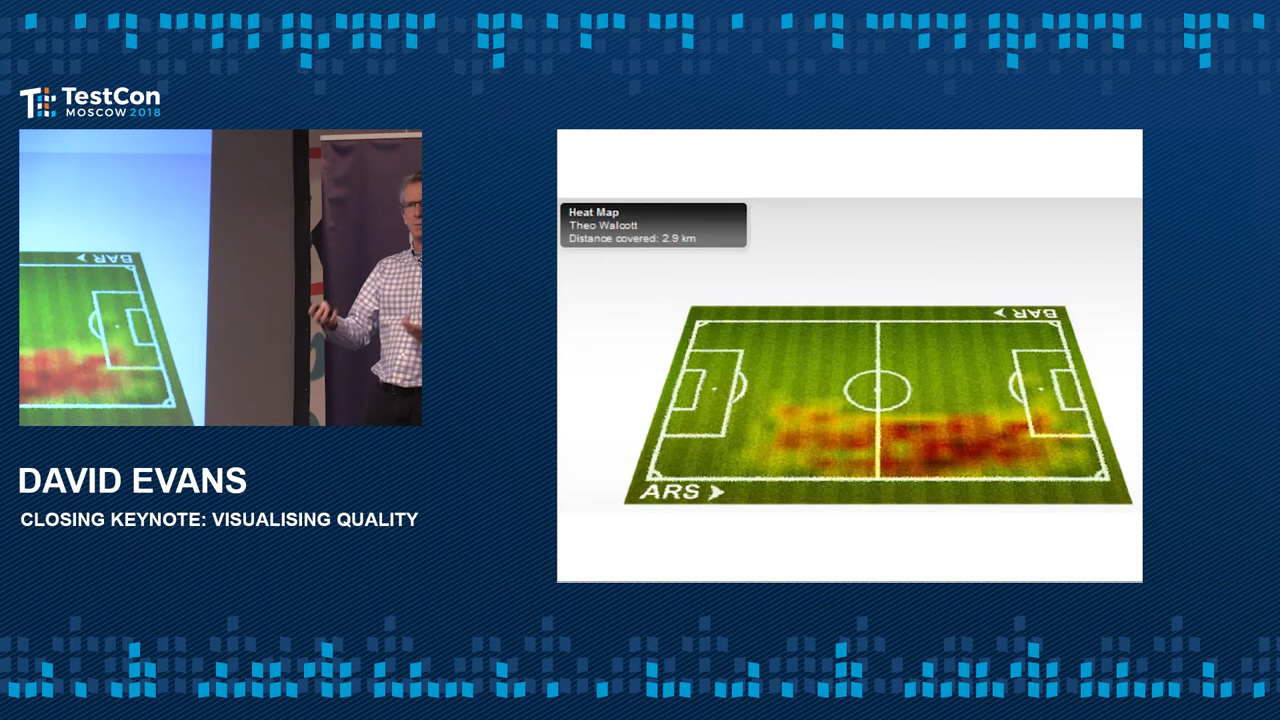 TestCon
MOSCOW 2018
BAR
Heat Map
Theo Walcott
Distance covered: 2.9 km
BAR
ARS
DAVID EVANS
CLOSING KEYNOTE: VISUALISING QUALITY